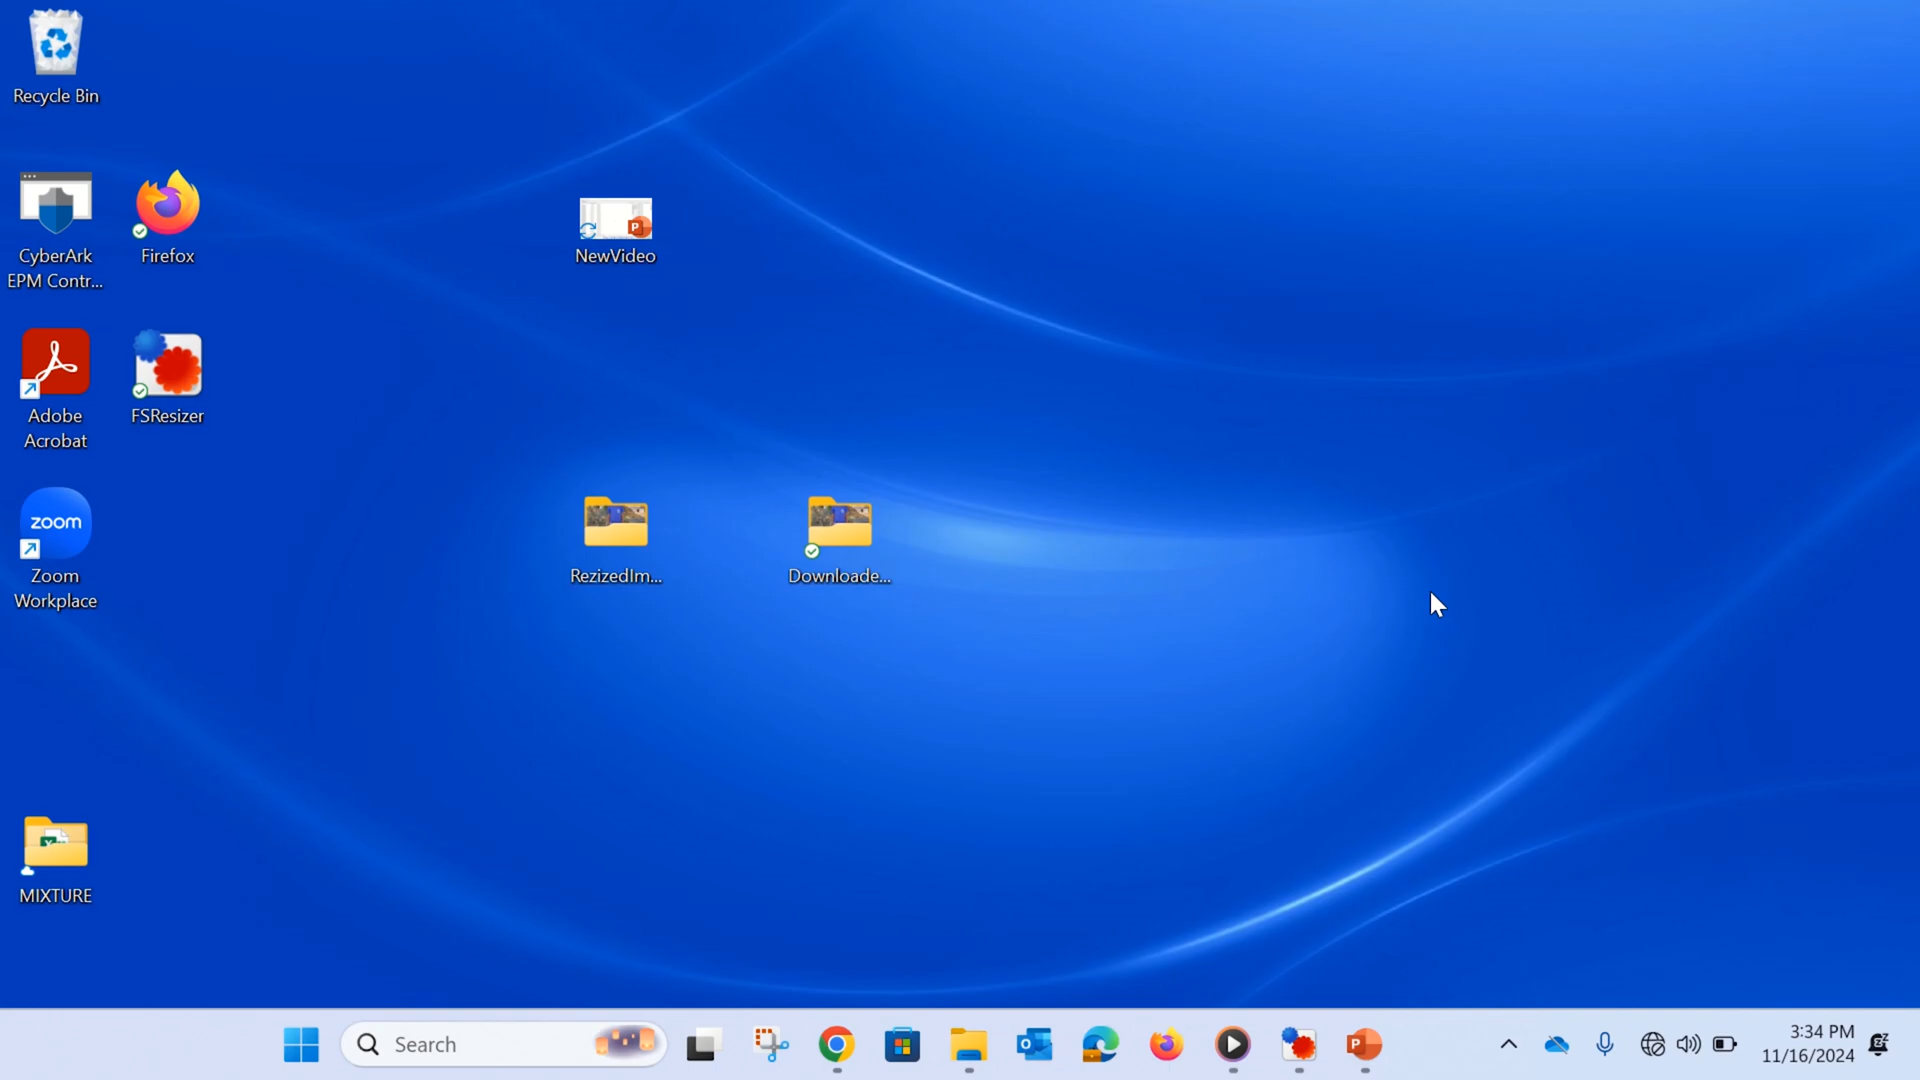 Recycle Bin
CyberArk
EPM Contr...
Firefox
NewVideo
Adobe
Acrobat
FSResizer
zoom
Zoom
Workplace
RezizedIm...
Downloade...
MIXTURE
Search
3:34 PM
11/16/2024